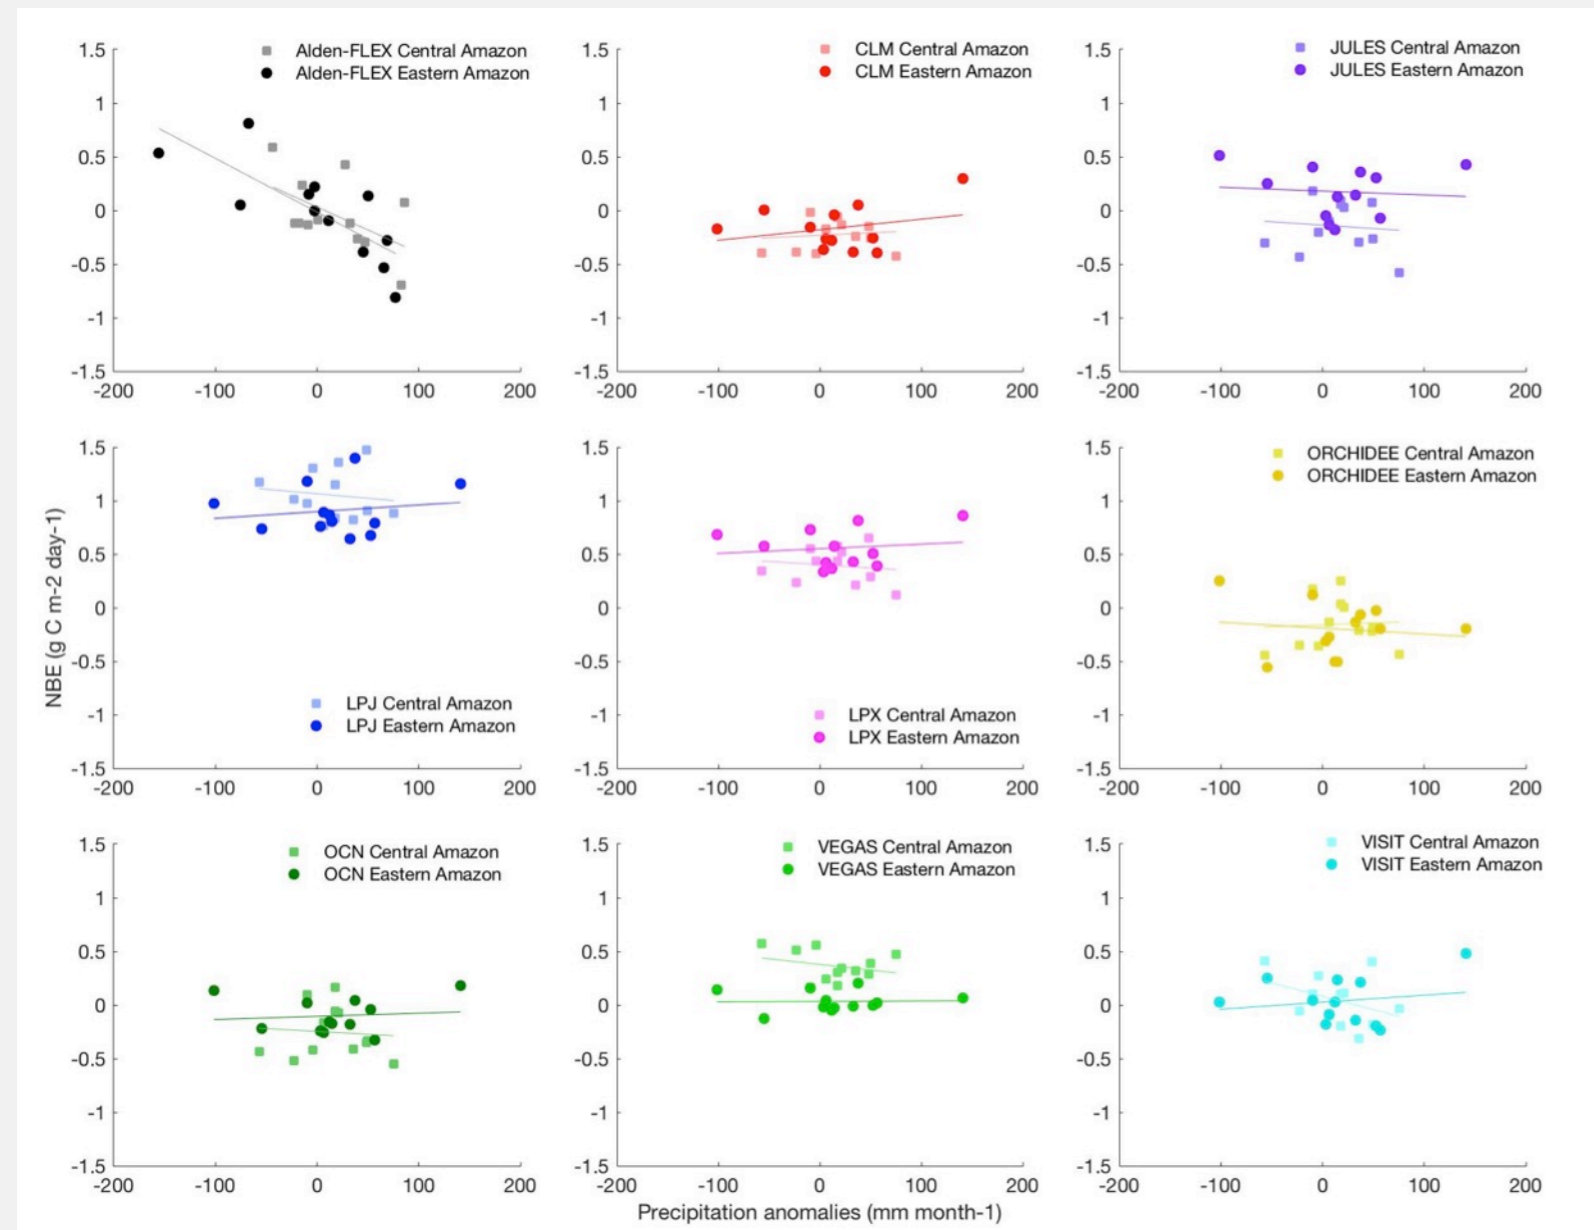 Alden-FLEX Central Amazon
Alden-FLEX Eastern Amazon
1.5
1
0.5
0
-0.5
-1
-1.5
-200 -100 0 100 200
CLM Central Amazon
CLM Eastern Amazon
1.5
1
0.5
0
-0.5
-1
-1.5
-200 -100 0 100 200
JULES Central Amazon
JULES Eastern Amazon
1.5
1
0.5
0
-0.5
-1
-1.5
-200 -100 0 100 200
NBE (g C m-2 day-1)
1.5
1
0.5
0
-0.5
-1
-1.5
LPJ Central Amazon
LPJ Eastern Amazon
-200 -100 0 100 200
1.5
1
0.5
0
-0.5
-1
-1.5
LPX Central Amazon
LPX Eastern Amazon
-200 -100 0 100 200
ORCHIDEE Central Amazon
ORCHIDEE Eastern Amazon
1.5
1
0.5
0
-0.5
-1
-1.5
-200 -100 0 100 200
OCN Central Amazon
OCN Eastern Amazon
1.5
1
0.5
0
-0.5
-1
-1.5
-200 -100 0 100 200
VEGAS Central Amazon
VEGAS Eastern Amazon
1.5
1
0.5
0
-0.5
-1
-1.5
-200 -100 0 100 200
VISIT Central Amazon
VISIT Eastern Amazon
1.5
1
0.5
0
-0.5
-1
-1.5
-200 -100 0 100 200
Precipitation anomalies (mm month-1)